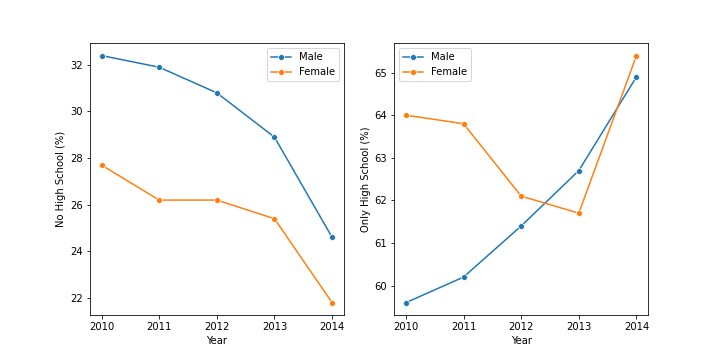 No High School (%)
32
30
28
26
24
22
2010 2011 2012 2013 2014
Year
Male
Female
Only High School (%)
65
64
63
62
61
60
2010 2011 2012 2013 2014
Year
Male
Female